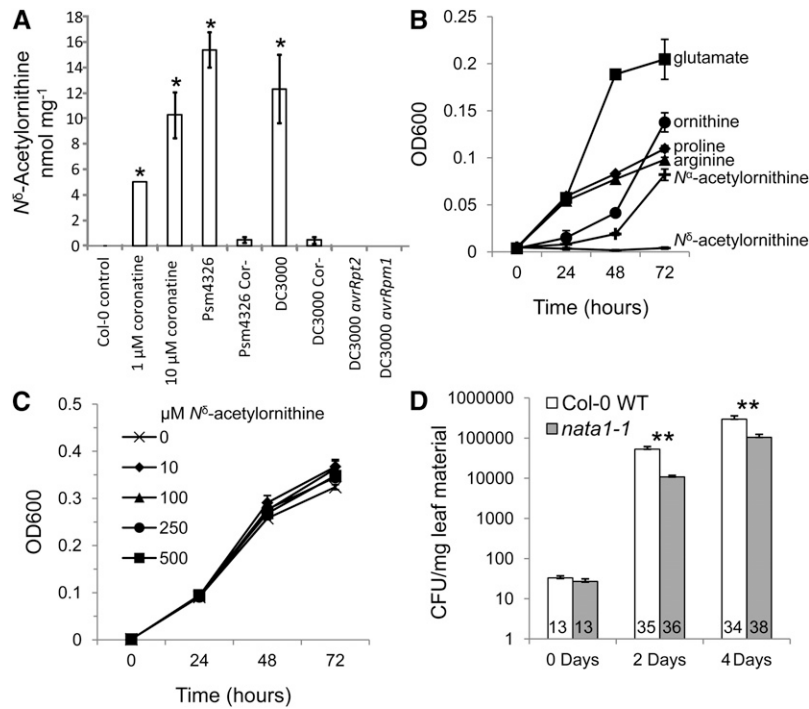 A
N^δ-Acetylornithine
nmol mg⁻¹
18
16
14
12
10
8
6
4
2
0
*
*
*
*
Col-0 control
1 µM coronatine
10 µM coronatine
Psm4326
Psm4326 Cor-
DC3000
DC3000 Cor-
DC3000 avrRpt2
DC3000 avrRpm1
B
OD600
0.25
0.2
0.15
0.1
0.05
0
glutamate
ornithine
proline
arginine
N^α-acetylornithine
N^δ-acetylornithine
0 24 48 72
Time (hours)
C
OD600
0.5
0.4
0.3
0.2
0.1
0
µM N^δ-acetylornithine
0
10
100
250
500
0 24 48 72
Time (hours)
D
CFU/mg leaf material
1000000
100000
10000
1000
100
10
1
Col-0 WT
nata1-1
**
**
13 13 35 36 34 38
0 Days 2 Days 4 Days